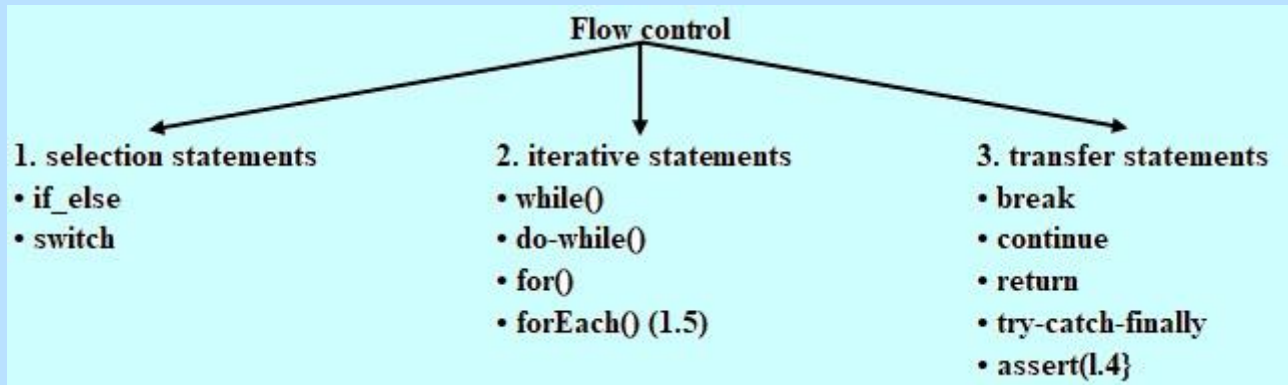 Flow control
1. selection statements
• if_else
• switch
2. iterative statements
• while()
• do-while()
• for()
• forEach() (1.5)
3. transfer statements
• break
• continue
• return
• try-catch-finally
• assert(1.4}